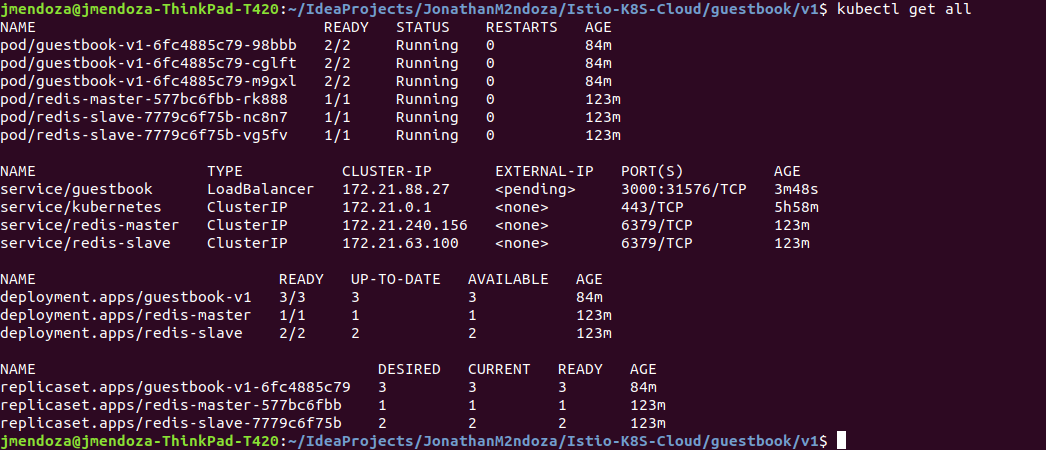 jmendoza@jmendoza-ThinkPad-T420:~/IdeaProjects/JonathanM2ndoza/Istio-K8S-Cloud/guestbook/v1$ kubectl get all
NAME                                READY   STATUS    RESTARTS   AGE
pod/guestbook-v1-6fc4885c79-98bbb   2/2     Running   0          84m
pod/guestbook-v1-6fc4885c79-cglft   2/2     Running   0          84m
pod/guestbook-v1-6fc4885c79-m9gxl   2/2     Running   0          84m
pod/redis-master-577bc6fbb-rk888    1/1     Running   0          123m
pod/redis-slave-7779c6f75b-nc8n7    1/1     Running   0          123m
pod/redis-slave-7779c6f75b-vg5fv    1/1     Running   0          123m

NAME                   TYPE           CLUSTER-IP       EXTERNAL-IP   PORT(S)          AGE
service/guestbook      LoadBalancer   172.21.88.27     <pending>     3000:31576/TCP   3m48s
service/kubernetes     ClusterIP      172.21.0.1       <none>        443/TCP          5h58m
service/redis-master   ClusterIP      172.21.240.156   <none>        6379/TCP         123m
service/redis-slave    ClusterIP      172.21.63.100    <none>        6379/TCP         123m

NAME                           READY   UP-TO-DATE   AVAILABLE   AGE
deployment.apps/guestbook-v1   3/3     3            3           84m
deployment.apps/redis-master   1/1     1            1           123m
deployment.apps/redis-slave    2/2     2            2           123m

NAME                                      DESIRED   CURRENT   READY   AGE
replicaset.apps/guestbook-v1-6fc4885c79   3         3         3       84m
replicaset.apps/redis-master-577bc6fbb    1         1         1       123m
replicaset.apps/redis-slave-7779c6f75b    2         2         2       123m
jmendoza@jmendoza-ThinkPad-T420:~/IdeaProjects/JonathanM2ndoza/Istio-K8S-Cloud/guestbook/v1$